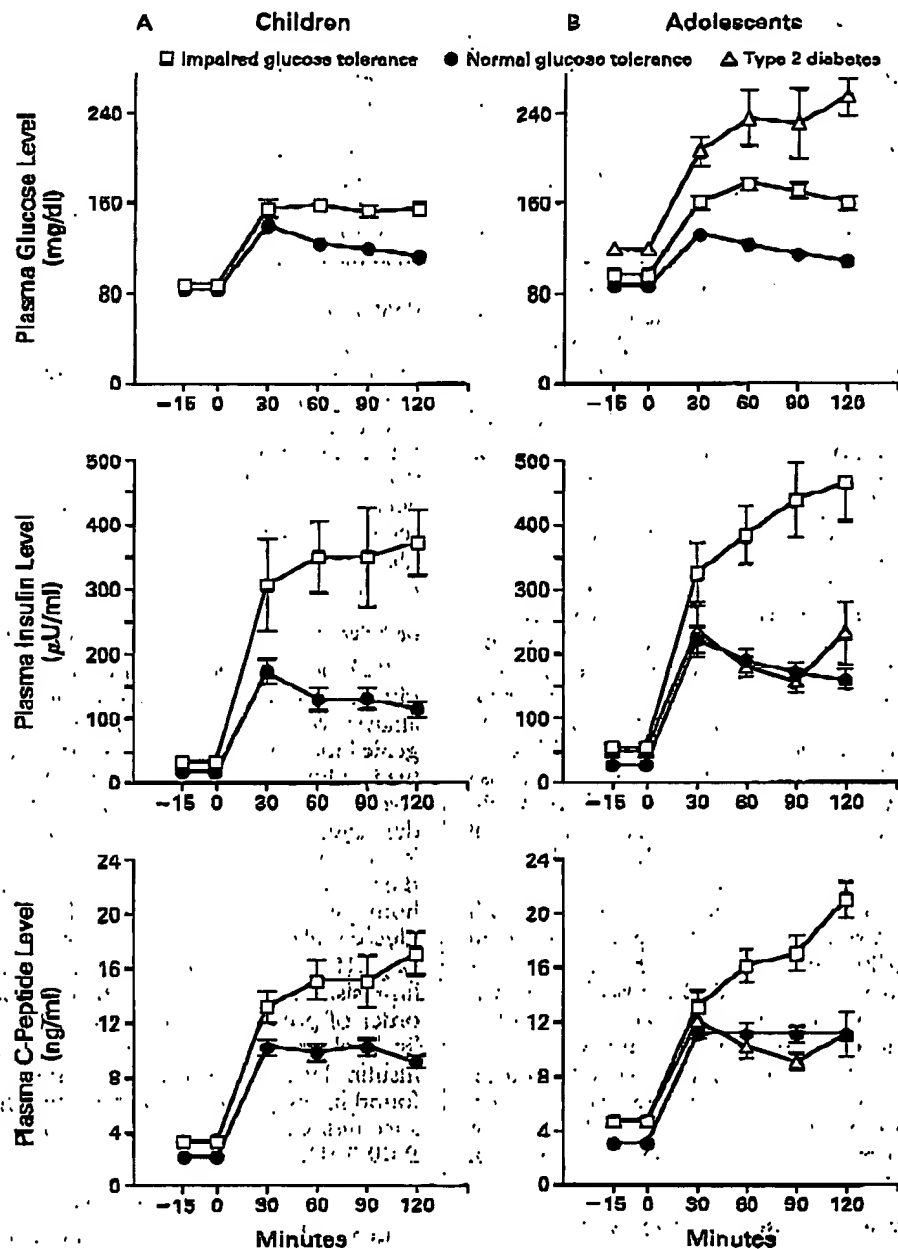 A Children B Adolescents
Impaired glucose tolerance Normal glucose tolerance Type 2 diabetes
Plasma Glucose Level
(mg/dl)
240
160
80
0
−15 0 30 60 90 120
240
160
80
0
−15 0 30 60 90 120
Plasma Insulin Level
(µU/ml)
500
400
300
200
100
0
−15 0 30 60 90 120
500
400
300
200
100
0
−15 0 30 60 90 120
Plasma C-Peptide Level
(ng/ml)
24
20
16
12
8
4
0
−15 0 30 60 90 120
Minutes
24
20
16
12
8
4
0
−15 0 30 60 90 120
Minutes